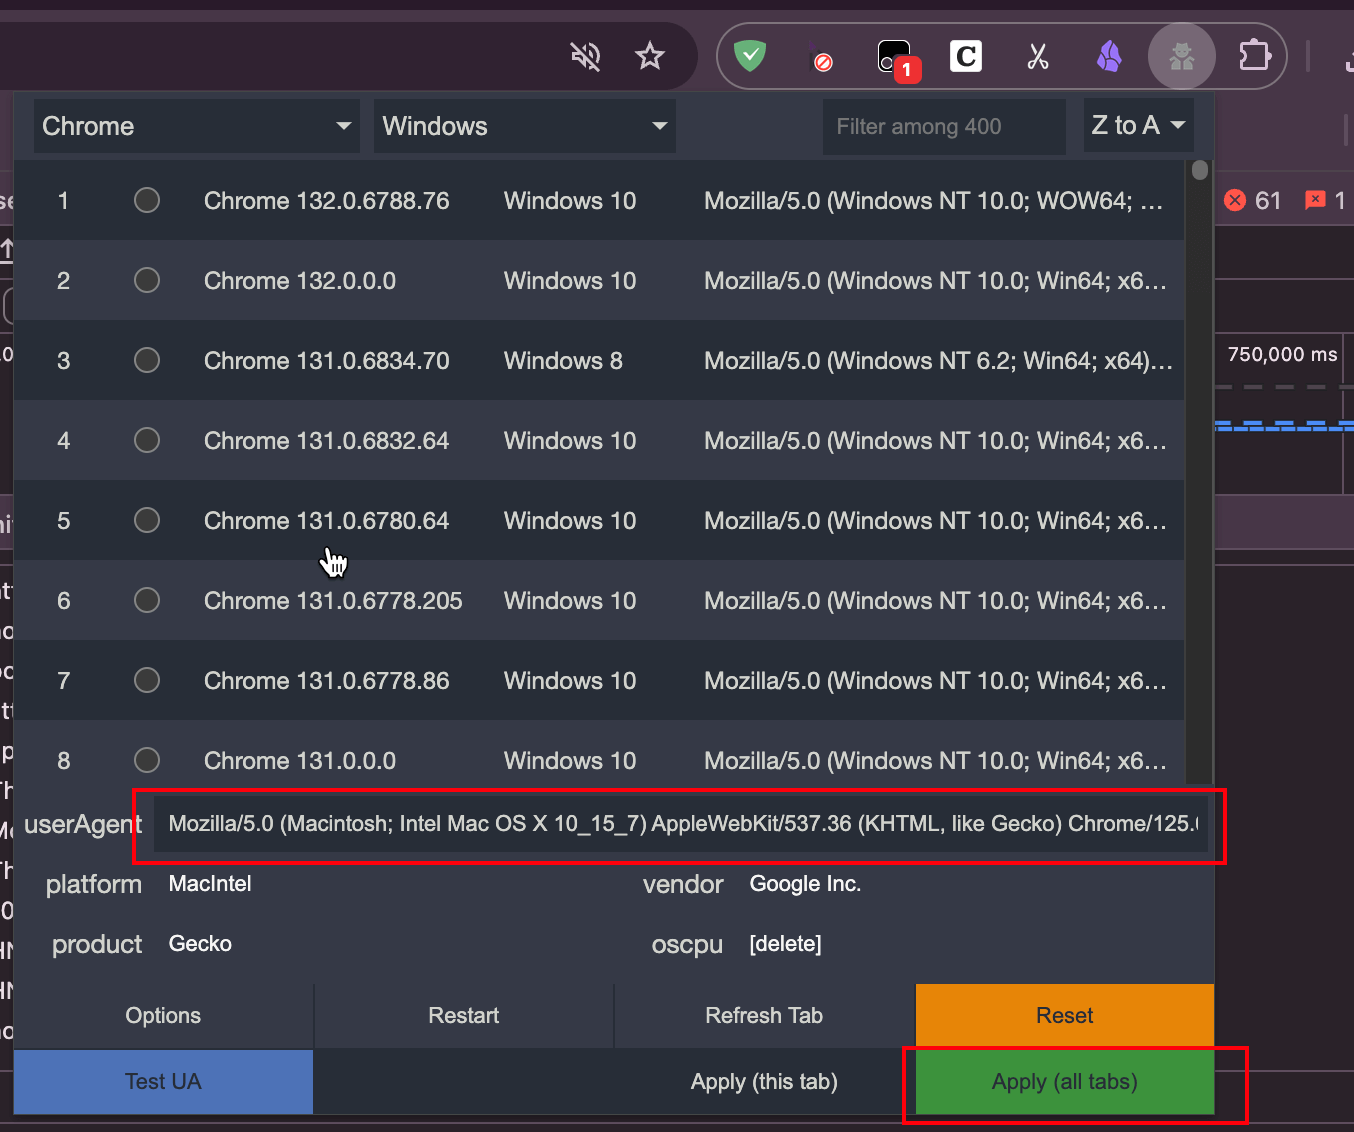 1
C
Chrome Windows Filter among 400 Z to A
1 Chrome 132.0.6788.76 Windows 10 Mozilla/5.0 (Windows NT 10.0; WOW64; ...
61 1
2 Chrome 132.0.0.0 Windows 10 Mozilla/5.0 (Windows NT 10.0; Win64; x6...
3 Chrome 131.0.6834.70 Windows 8 Mozilla/5.0 (Windows NT 6.2; Win64; x64)...
750,000 ms
4 Chrome 131.0.6832.64 Windows 10 Mozilla/5.0 (Windows NT 10.0; Win64; x6...
5 Chrome 131.0.6780.64 Windows 10 Mozilla/5.0 (Windows NT 10.0; Win64; x6...
6 Chrome 131.0.6778.205 Windows 10 Mozilla/5.0 (Windows NT 10.0; Win64; x6...
7 Chrome 131.0.6778.86 Windows 10 Mozilla/5.0 (Windows NT 10.0; Win64; x6...
8 Chrome 131.0.0.0 Windows 10 Mozilla/5.0 (Windows NT 10.0; Win64; x6...
userAgent Mozilla/5.0 (Macintosh; Intel Mac OS X 10_15_7) AppleWebKit/537.36 (KHTML, like Gecko) Chrome/125.
platform MacIntel vendor Google Inc.
product Gecko oscpu [delete]
Options Restart Refresh Tab Reset
Test UA Apply (this tab) Apply (all tabs)